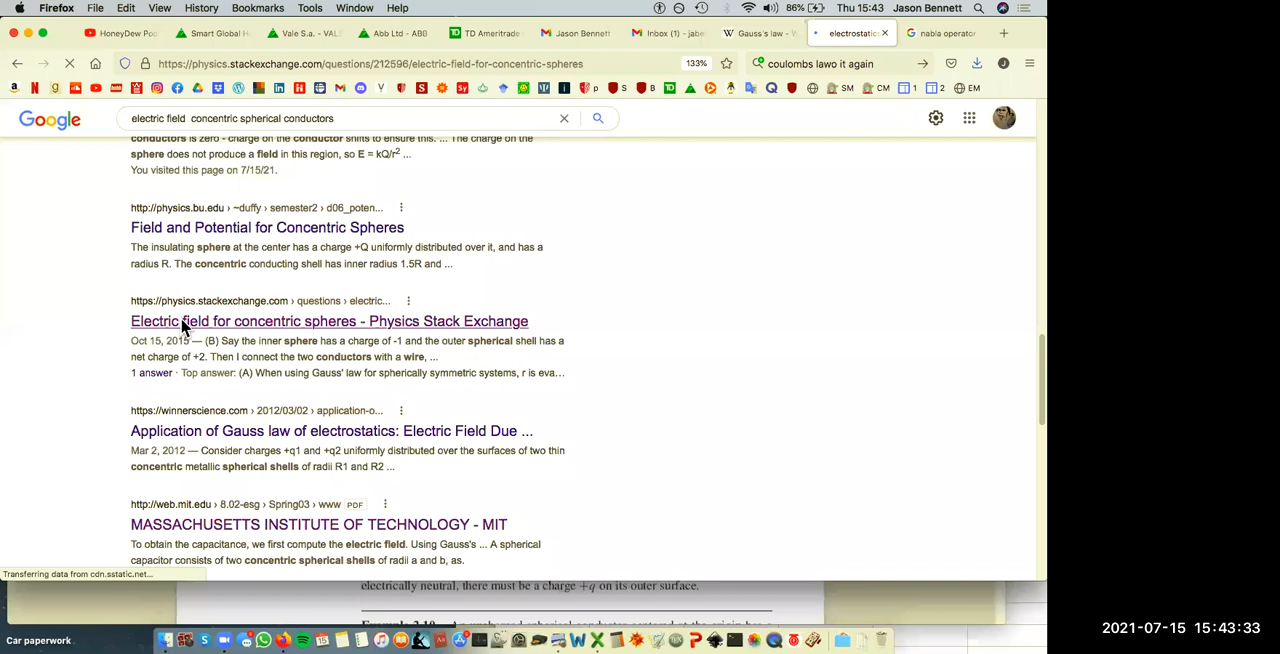 Firefox File Edit View History Bookmarks Tools Window Help 86% Thu 15:43 Jason Bennett
HoneyDew Poo Smart Global H Vale S.a. - VAL Abb Ltd - ABB TD Ameritrade Jason Bennett Inbox (1) - jabe Gauss's law - W electrostatic nabla operator
https://physics.stackexchange.com/questions/212596/electric-field-for-concentric-spheres 133% coulombs lawo it again
p S B SM CM 1 2 EM
Google electric field concentric spherical conductors
conductors is zero - charge on the conductor shifts to ensure this. ... The charge on the
sphere does not produce a field in this region, so E = kQ/r2 ...
You visited this page on 7/15/21.
http://physics.bu.edu › ~duffy › semester2 › d06_poten...
Field and Potential for Concentric Spheres
The insulating sphere at the center has a charge +Q uniformly distributed over it, and has a
radius R. The concentric conducting shell has inner radius 1.5R and ...
https://physics.stackexchange.com › questions › electric...
Electric field for concentric spheres - Physics Stack Exchange
Oct 15, 2015 — (B) Say the inner sphere has a charge of -1 and the outer spherical shell has a
net charge of +2. Then I connect the two conductors with a wire, ...
1 answer · Top answer: (A) When using Gauss' law for spherically symmetric systems, r is eva...
https://winnerscience.com › 2012/03/02 › application-o...
Application of Gauss law of electrostatics: Electric Field Due ...
Mar 2, 2012 — Consider charges +q1 and +q2 uniformly distributed over the surfaces of two thin
concentric metallic spherical shells of radii R1 and R2 ...
http://web.mit.edu › 8.02-esg › Spring03 › www PDF
MASSACHUSETTS INSTITUTE OF TECHNOLOGY - MIT
To obtain the capacitance, we first compute the electric field. Using Gauss's ... A spherical
capacitor consists of two concentric spherical shells of radii a and b, as.
Transferring data from cdn.sstatic.net...
electrically neutral, there must be a charge +q on its outer surface.
Car paperwork
2021-07-15 15:43:33